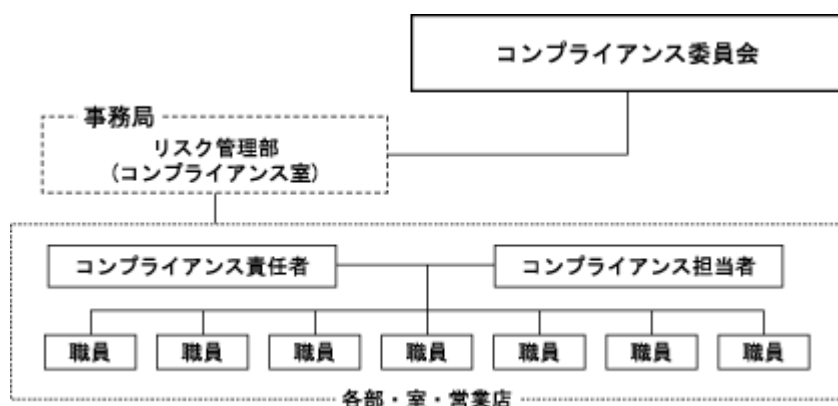 コンプライアンス委員会
事務局
リスク管理部
(コンプライアンス室)
コンプライアンス責任者
コンプライアンス担当者
職員
職員
職員
職員
職員
職員
職員
各部・室・営業店